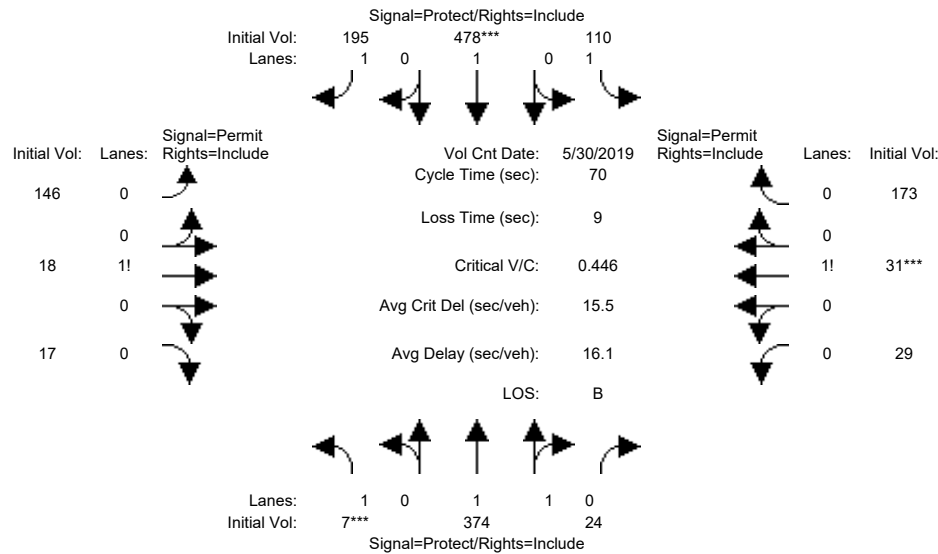 Signal=Protect/Rights=Include
Initial Vol: 195 478*** 110
Lanes: 1 0 1 0 1
Signal=Permit
Initial Vol: Lanes: Rights=Include
Vol Cnt Date: 5/30/2019
Signal=Permit
Rights=Include Lanes: Initial Vol:
Cycle Time (sec): 70
146 0
0 173
Loss Time (sec): 9
0
0
18 1!
Critical V/C: 0.446
1! 31***
0
Avg Crit Del (sec/veh): 15.5
0
17 0
Avg Delay (sec/veh): 16.1
0 29
LOS: B
Lanes: 1 0 1 1 0
Initial Vol: 7*** 374 24
Signal=Protect/Rights=Include